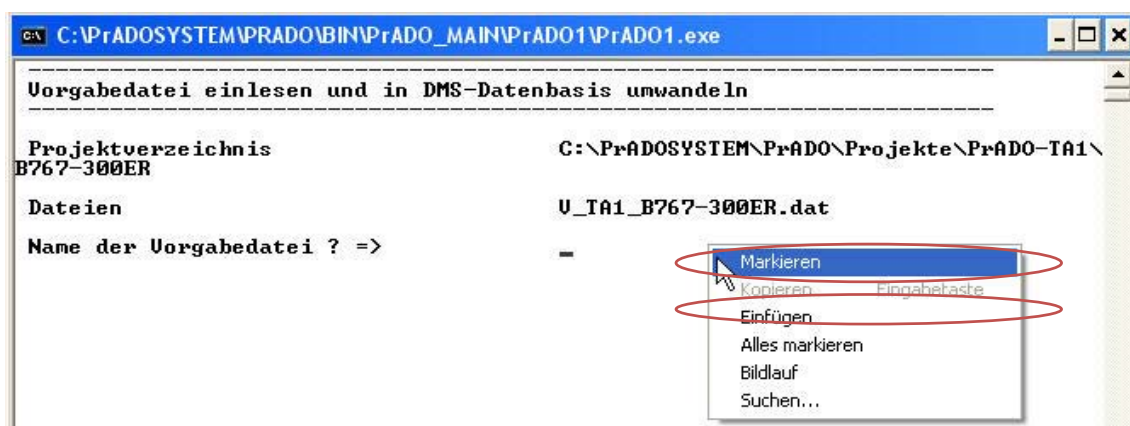 C:\PrADOSYSTEM\PRADO\BIN\PrADO_MAIN\PrADO1\PrADO1.exe
Vorgabedatei einlesen und in DMS-Datenbasis umwandeln
Projektverzeichnis C:\PrADOSYSTEM\PrADO\Projekte\PrADO-TA1\
B767-300ER
Dateien V_TA1_B767-300ER.dat
Name der Vorgabedatei ? => _
Markieren
Kopieren Eingabetaste
Einfügen
Alles markieren
Bildlauf
Suchen...